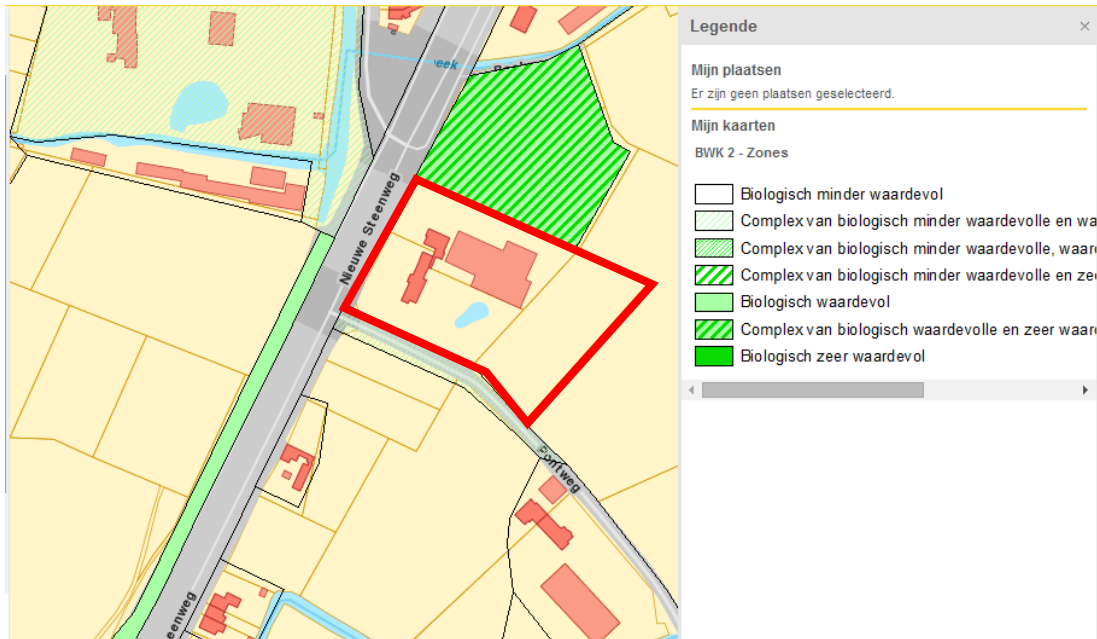 eek
Nieuwe Steenweg
Pontweg
eenweg
Legende
Mijn plaatsen
Er zijn geen plaatsen geselecteerd.
Mijn kaarten
BWK 2 - Zones
Biologisch minder waardevol
Complex van biologisch minder waardevolle en wa
Complex van biologisch minder waardevolle, waard
Complex van biologisch minder waardevolle en zee
Biologisch waardevol
Complex van biologisch waardevolle en zeer waard
Biologisch zeer waardevol